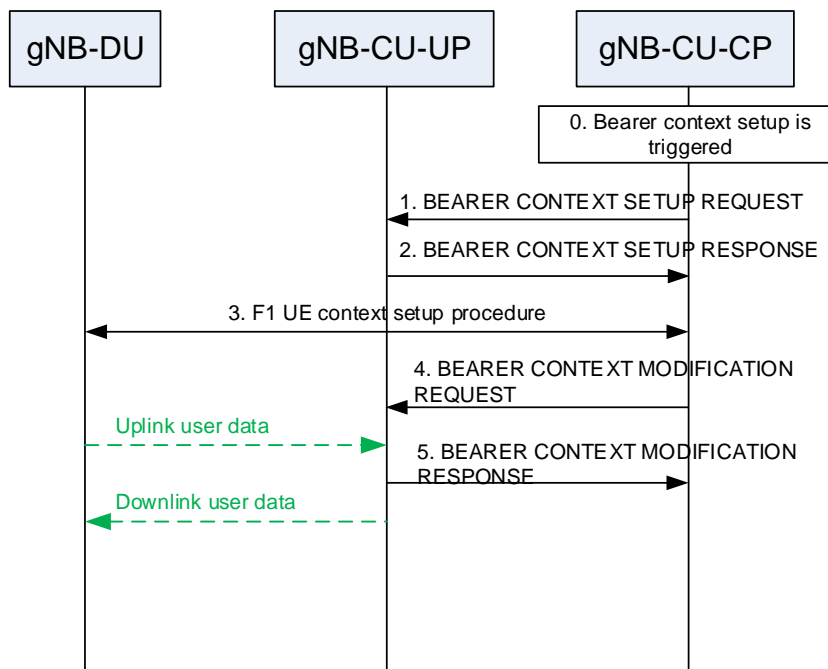 gNB-DU
gNB-CU-UP
gNB-CU-CP
0. Bearer context setup is
triggered
1. BEARER CONTEXT SETUP REQUEST
2. BEARER CONTEXT SETUP RESPONSE
3. F1 UE context setup procedure
4. BEARER CONTEXT MODIFICATION
REQUEST
Uplink user data
5. BEARER CONTEXT MODIFICATION
RESPONSE
Downlink user data